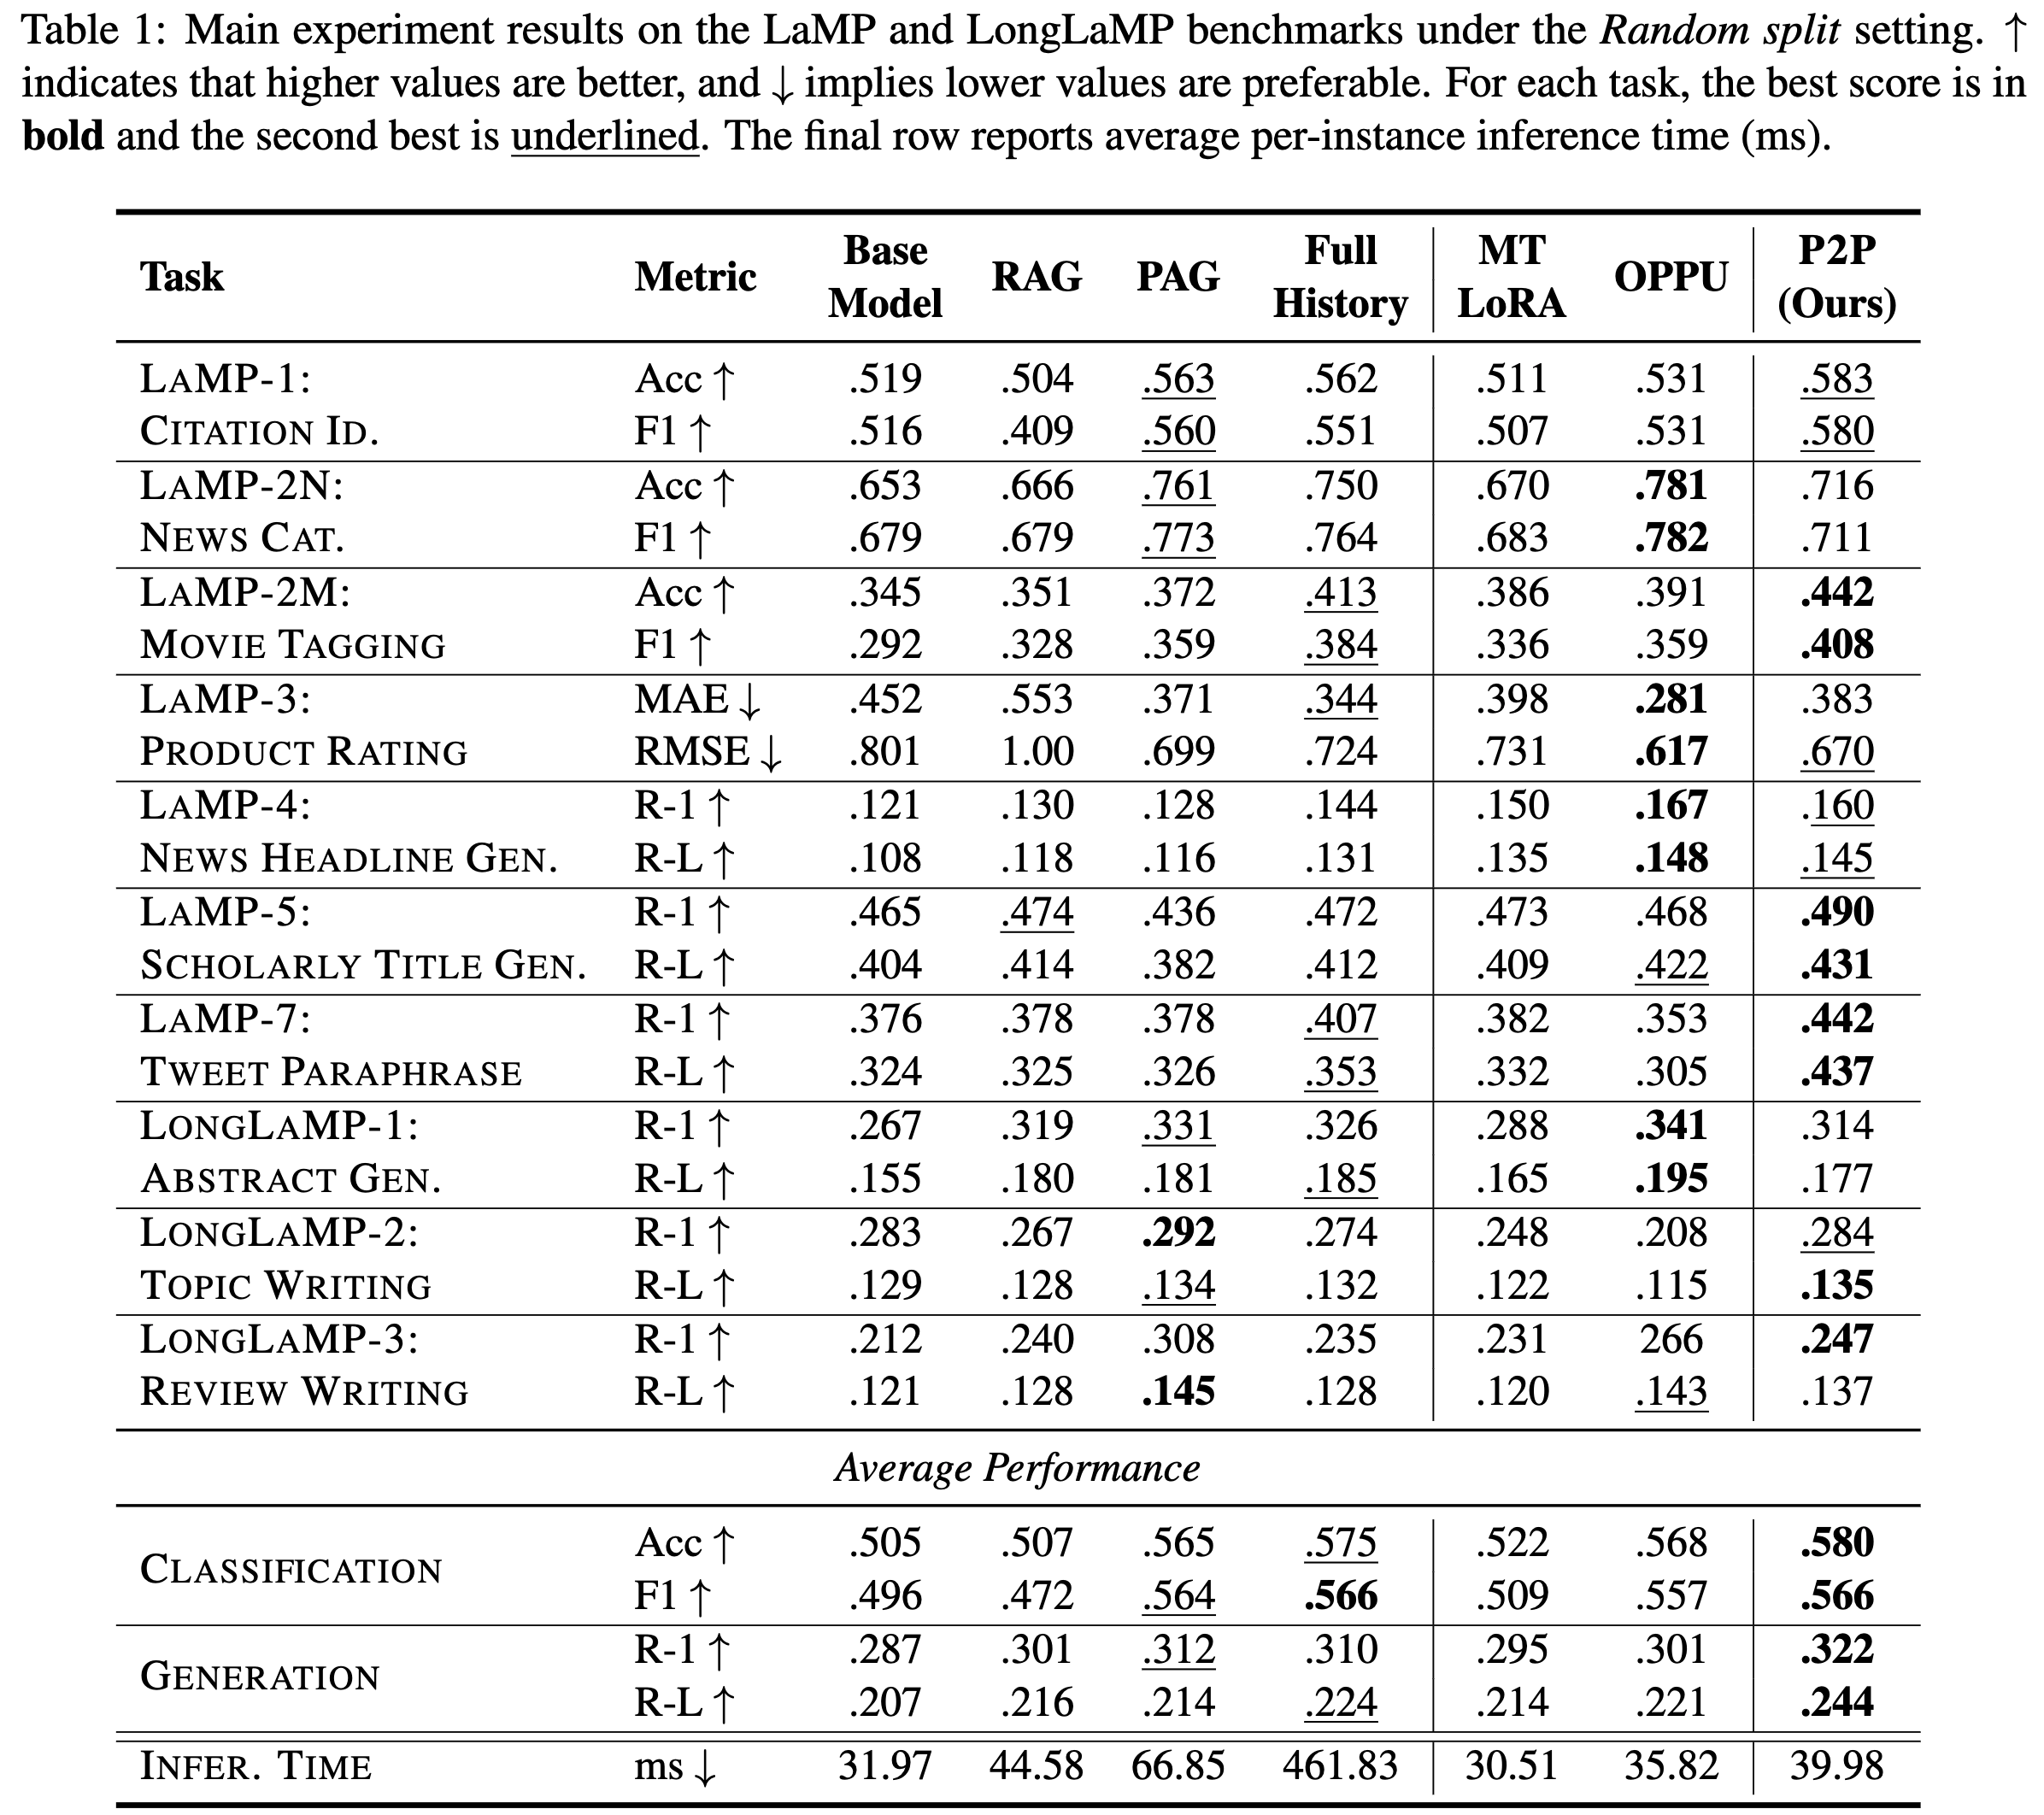 Table 1: Main experiment results on the LaMP and LongLaMP benchmarks under the Random split setting. ↑
indicates that higher values are better, and ↓ implies lower values are preferable. For each task, the best score is in
bold and the second best is underlined. The final row reports average per-instance inference time (ms).
Task Metric Base Model RAG PAG Full History MT LoRA OPPU P2P (Ours)
LAMP-1: Acc ↑ .519 .504 .563 .562 .511 .531 .583
CITATION ID. F1 ↑ .516 .409 .560 .551 .507 .531 .580
LAMP-2N: Acc ↑ .653 .666 .761 .750 .670 .781 .716
NEWS CAT. F1 ↑ .679 .679 .773 .764 .683 .782 .711
LAMP-2M: Acc ↑ .345 .351 .372 .413 .386 .391 .442
MOVIE TAGGING F1 ↑ .292 .328 .359 .384 .336 .359 .408
LAMP-3: MAE ↓ .452 .553 .371 .344 .398 .281 .383
PRODUCT RATING RMSE ↓ .801 1.00 .699 .724 .731 .617 .670
LAMP-4: R-1 ↑ .121 .130 .128 .144 .150 .167 .160
NEWS HEADLINE GEN. R-L ↑ .108 .118 .116 .131 .135 .148 .145
LAMP-5: R-1 ↑ .465 .474 .436 .472 .473 .468 .490
SCHOLARLY TITLE GEN. R-L ↑ .404 .414 .382 .412 .409 .422 .431
LAMP-7: R-1 ↑ .376 .378 .378 .407 .382 .353 .442
TWEET PARAPHRASE R-L ↑ .324 .325 .326 .353 .332 .305 .437
LONGLAMP-1: R-1 ↑ .267 .319 .331 .326 .288 .341 .314
ABSTRACT GEN. R-L ↑ .155 .180 .181 .185 .165 .195 .177
LONGLAMP-2: R-1 ↑ .283 .267 .292 .274 .248 .208 .284
TOPIC WRITING R-L ↑ .129 .128 .134 .132 .122 .115 .135
LONGLAMP-3: R-1 ↑ .212 .240 .308 .235 .231 266 .247
REVIEW WRITING R-L ↑ .121 .128 .145 .128 .120 .143 .137
Average Performance
CLASSIFICATION Acc ↑ .505 .507 .565 .575 .522 .568 .580
F1 ↑ .496 .472 .564 .566 .509 .557 .566
GENERATION R-1 ↑ .287 .301 .312 .310 .295 .301 .322
R-L ↑ .207 .216 .214 .224 .214 .221 .244
INFER. TIME ms ↓ 31.97 44.58 66.85 461.83 30.51 35.82 39.98